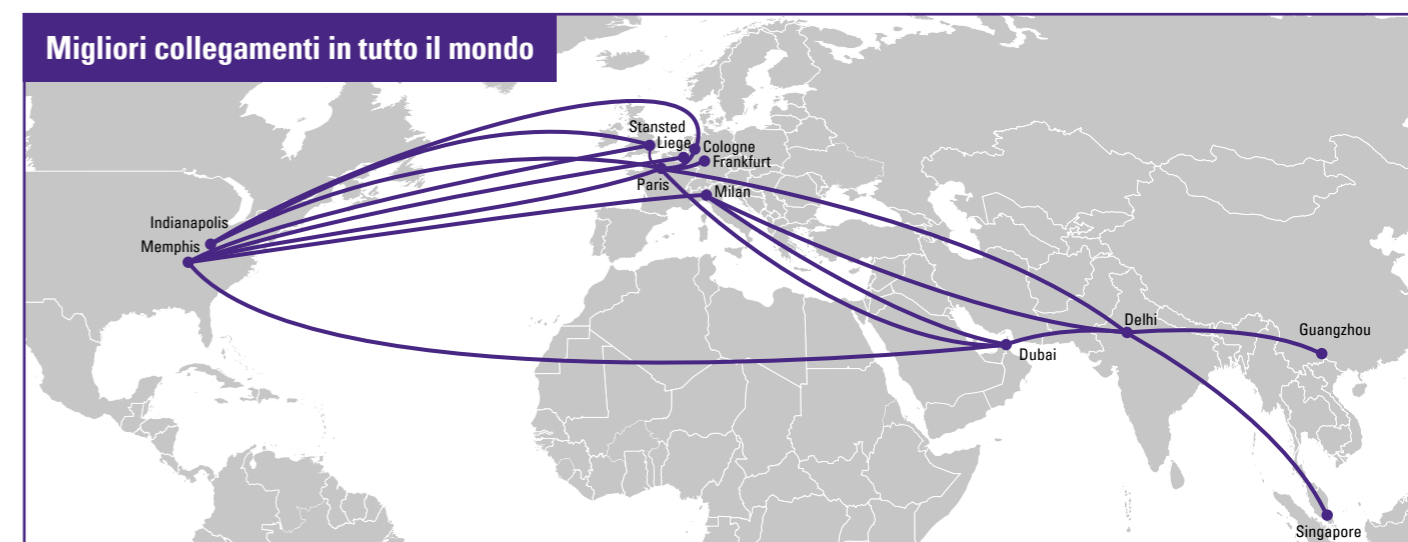 Migliori collegamenti in tutto il mondo
Stansted
Liege
Cologne
Frankfurt
Paris
Milan
Indianapolis
Memphis
Delhi
Guangzhou
Dubai
Singapore